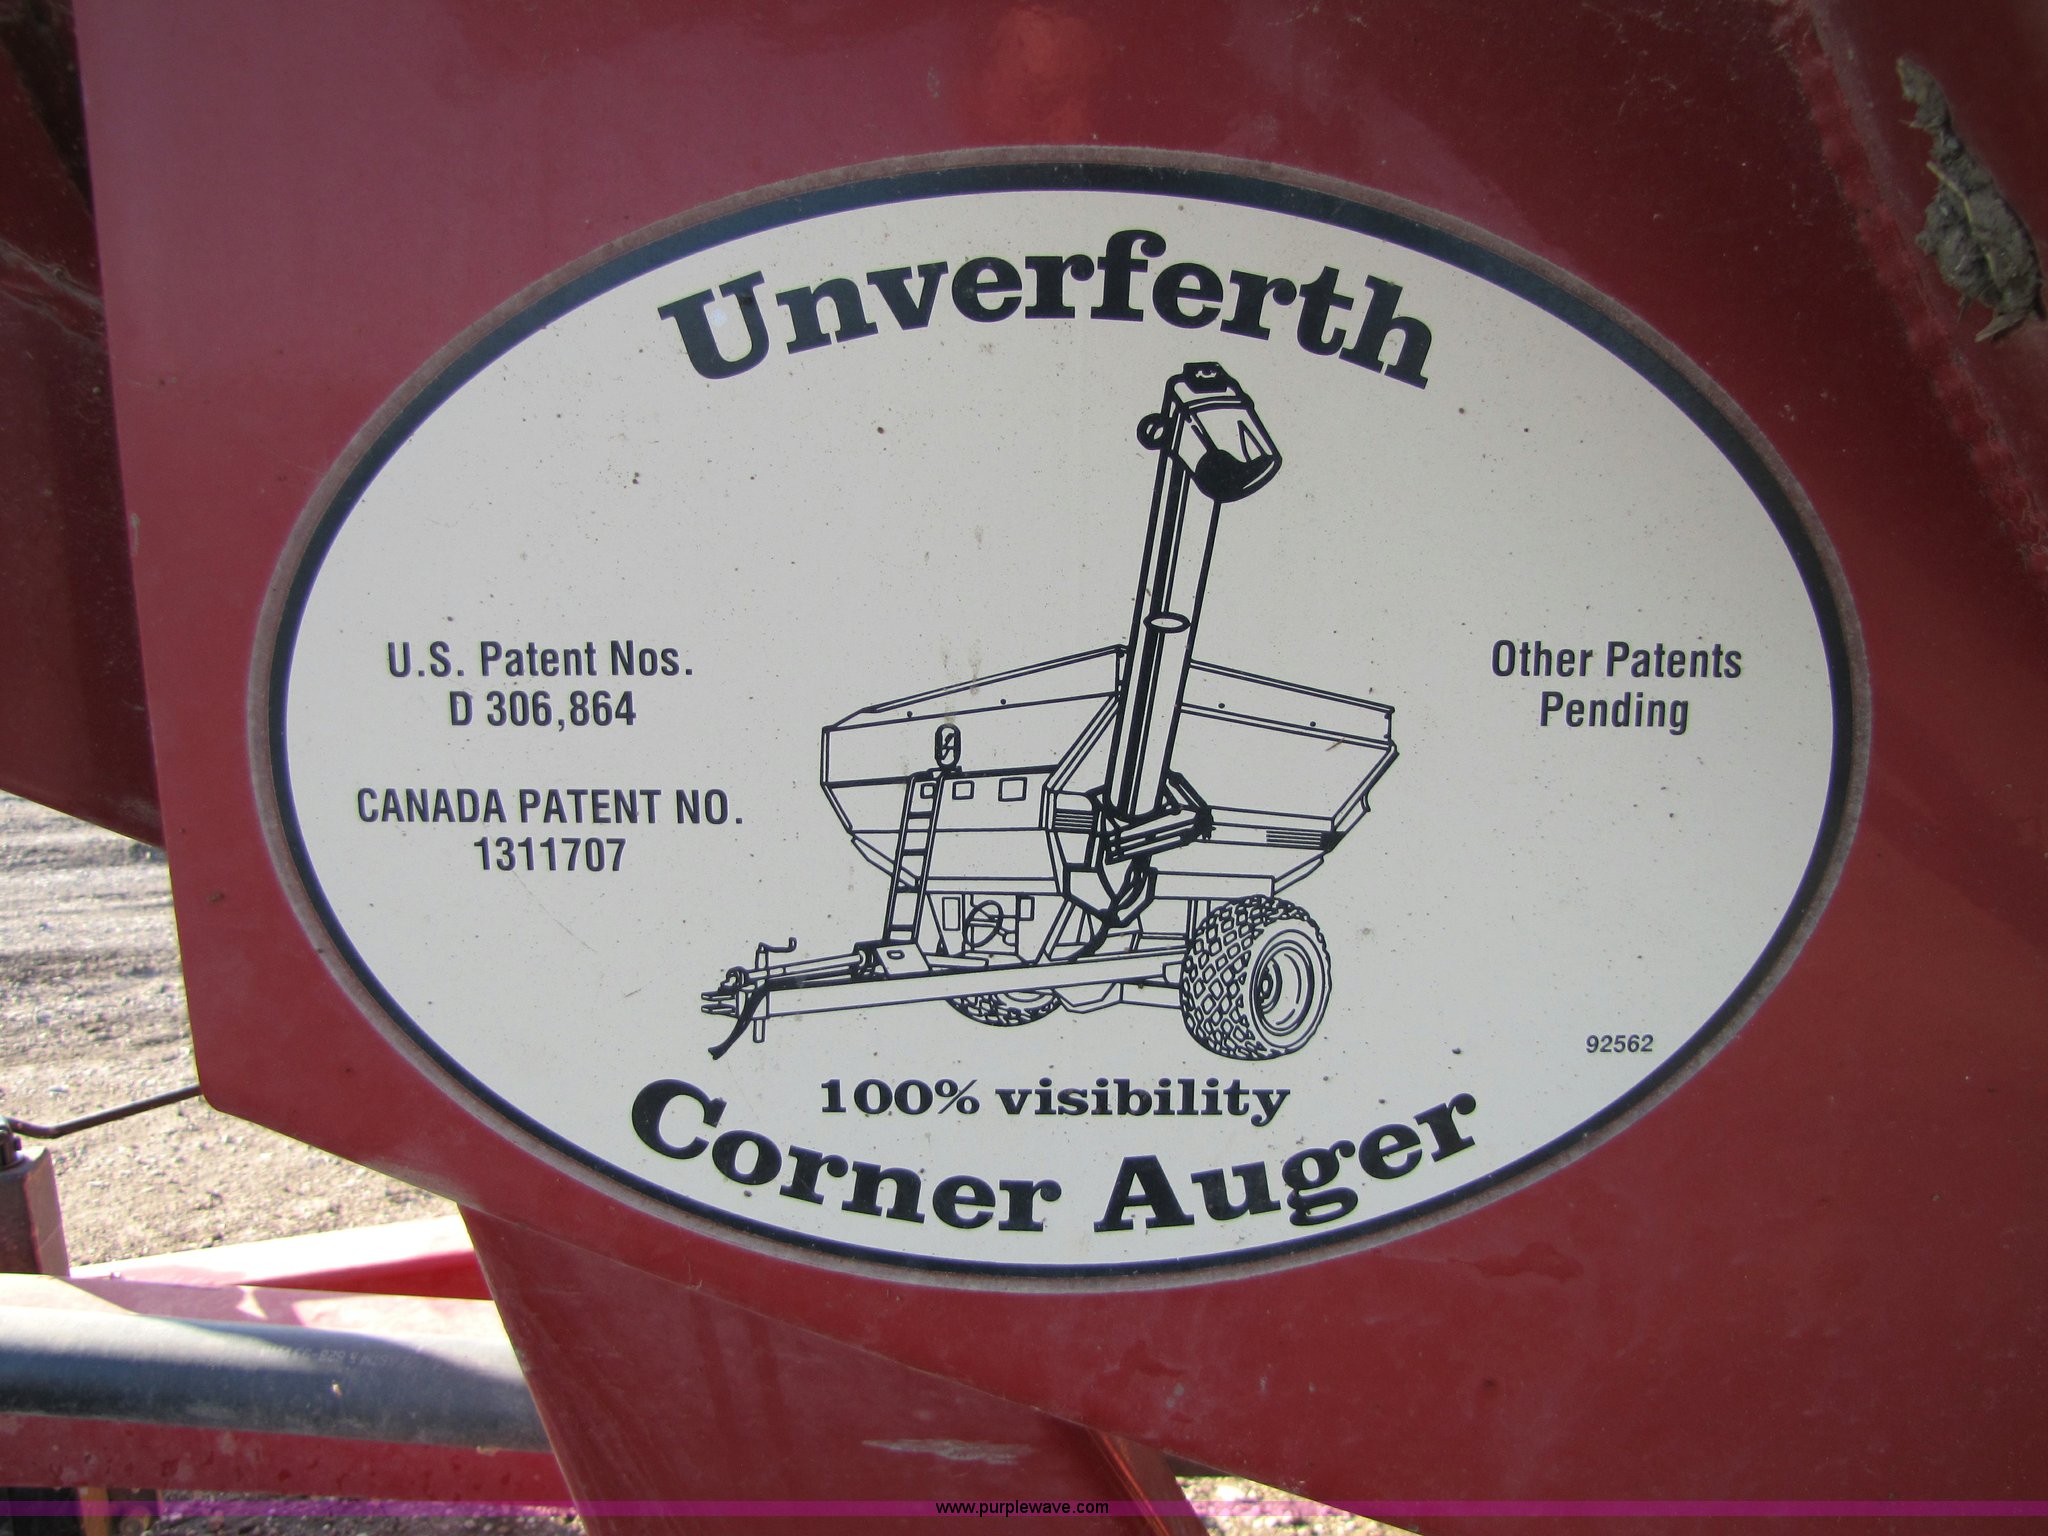 Unverferth
U.S. Patent Nos.
D 306,864
CANADA PATENT NO.
1311707
Other Patents
Pending
92562
100% visibility
Corner Auger
www.purplewave.com